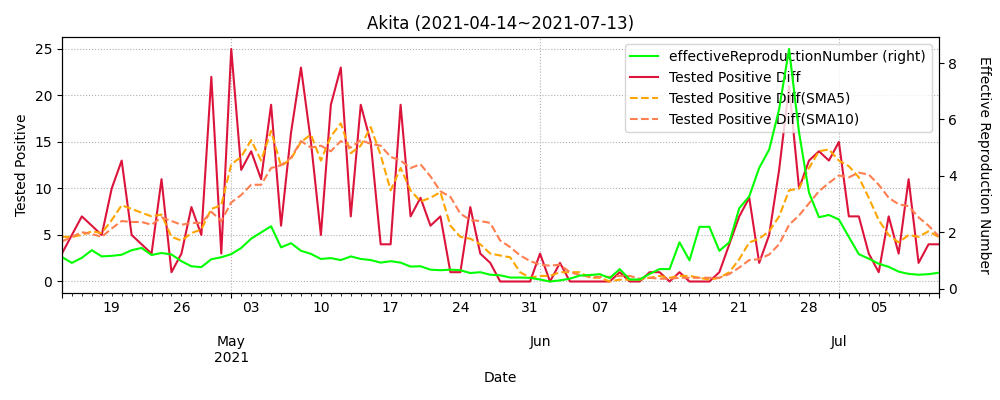 Akita (2021-04-14~2021-07-13)
effectiveReproductionNumber (right)
Tested Positive Diff
Tested Positive Diff(SMA5)
Tested Positive Diff(SMA10)
Tested Positive
25
20
15
10
5
0
8
6
4
2
0
Effective Reproduction Number
19 26 03 10 17 24 31 07 14 21 28 05
May Jun Jul
2021
Date